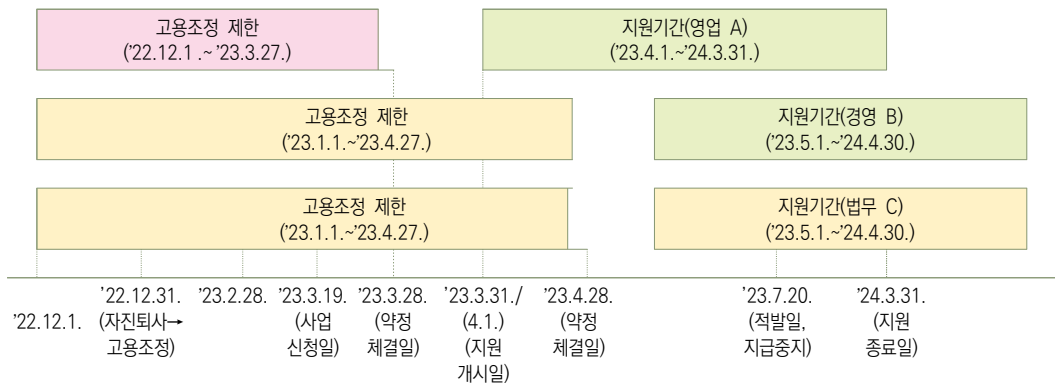 고용조정 제한
('22.12.1 .~'23.3.27.)
지원기간(영업 A)
('23.4.1.~'24.3.31.)
고용조정 제한
('23.1.1.~'23.4.27.)
지원기간(경영 B)
('23.5.1.~'24.4.30.)
고용조정 제한
('23.1.1.~'23.4.27.)
지원기간(법무 C)
('23.5.1.~'24.4.30.)
'22.12.1.
'22.12.31.
(자진퇴사→
고용조정)
'23.2.28.
'23.3.19.
(사업
신청일)
'23.3.28.
(약정
체결일)
'23.3.31./
(4.1.)
(지원
개시일)
'23.4.28.
(약정
체결일)
'23.7.20.
(적발일,
지급중지)
'24.3.31.
(지원
종료일)